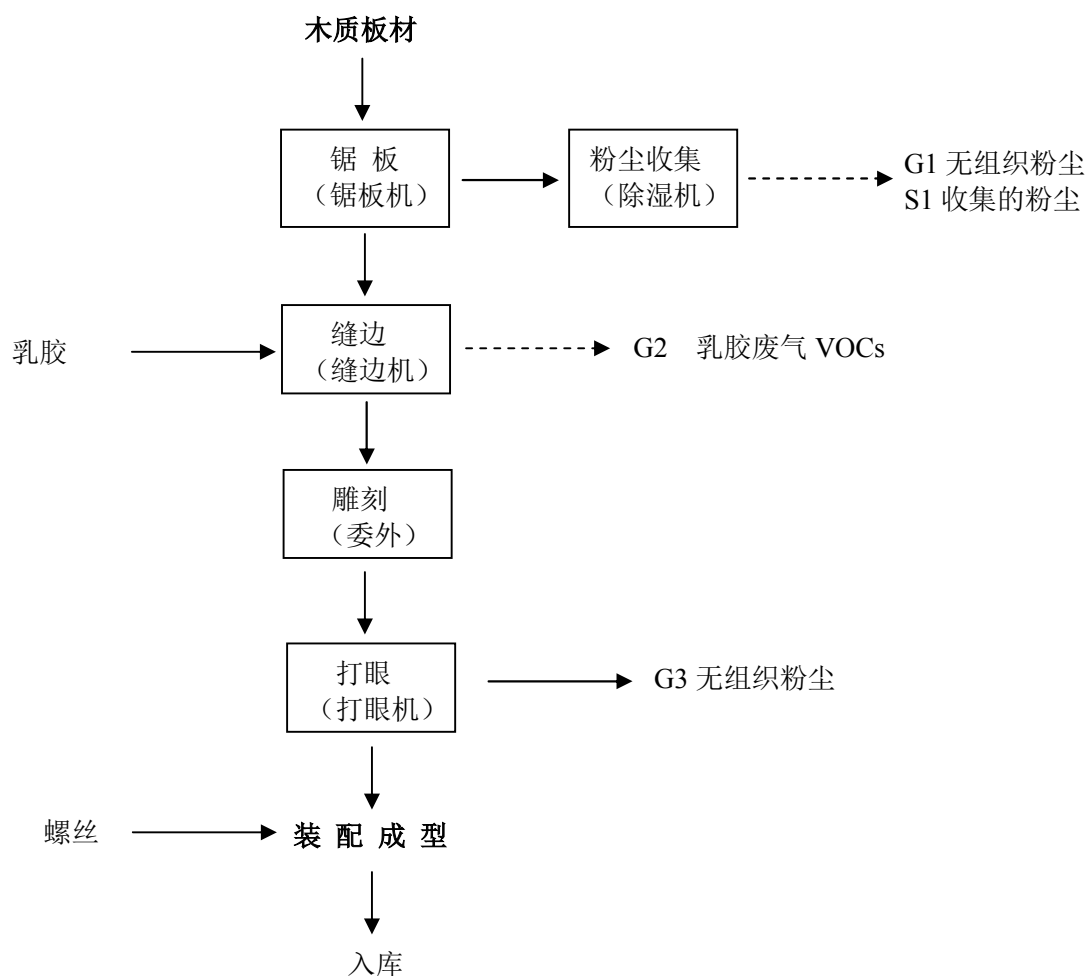 木质板材
锯 板
（锯板机）
粉尘收集
（除湿机）
G1 无组织粉尘
S1 收集的粉尘
乳胶
缝边
（缝边机）
G2 乳胶废气 VOCs
雕刻
（委外）
打眼
（打眼机）
G3 无组织粉尘
螺丝
装 配 成 型
入库